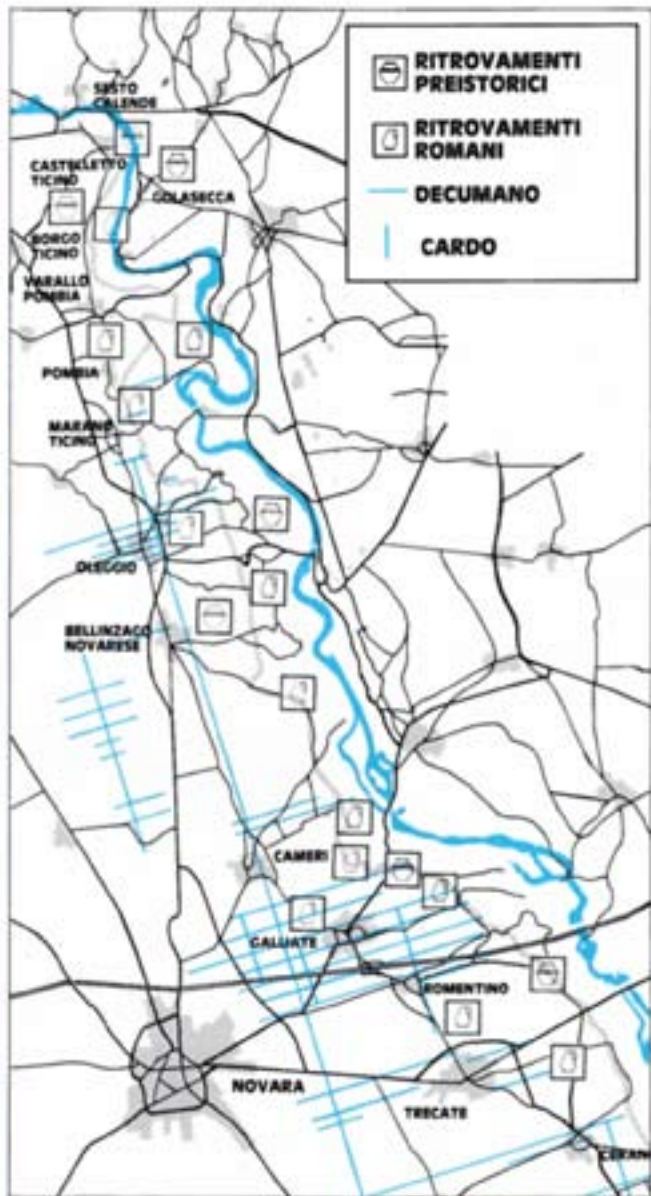 RITROVAMENTI
PREISTORICI
RITROVAMENTI
ROMANI
DECUMANO
CARDO
SESTO
CALENDE
CASTELLETTO
TICINO
GOLASECCA
BORGO
TICINO
VARALLO
POMBIA
POMBIA
MARANO
TICINO
OLEGGIO
BELLINZAGO
NOVARESE
CAMERI
GALLIATE
ROMENTINO
NOVARA
TRECATE
CERANO